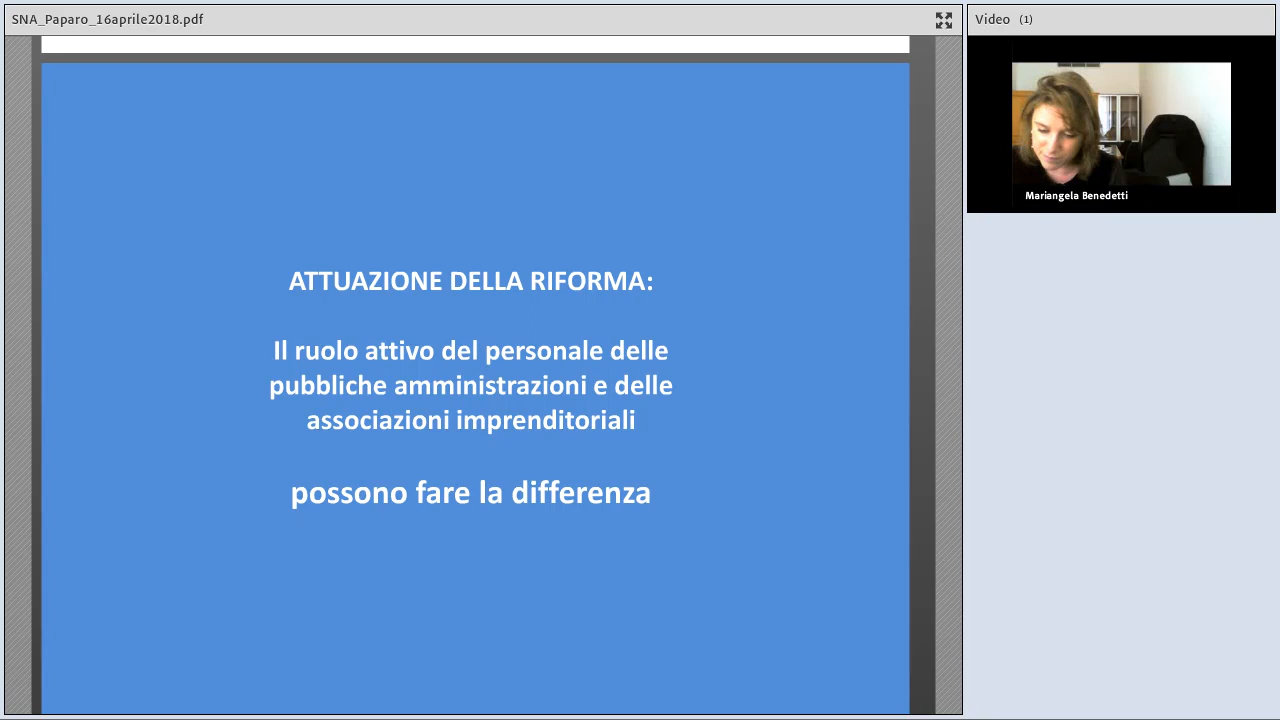 SNA_Paparo_16aprile2018.pdf
Video (1)
Mariangela Benedetti
ATTUAZIONE DELLA RIFORMA:
Il ruolo attivo del personale delle
pubbliche amministrazioni e delle
associazioni imprenditoriali
possono fare la differenza